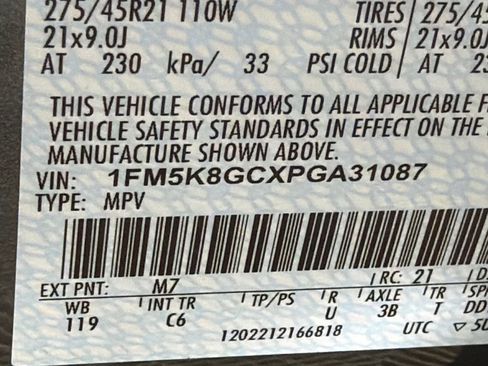 275/45R21 110W TIRES 275/45
21x9.0J RIMS 21x9.0J
AT 230 kPa/ 33 PSI COLD AT
THIS VEHICLE CONFORMS TO ALL APPLICABLE
VEHICLE SAFETY STANDARDS IN EFFECT ON THE
MANUFACTURE SHOWN ABOVE.
VIN: 1FM5K8GCXPGA31087
TYPE: MPV
EXT PNT: M7 RC: 21
WB INT TR TP/PS R AXLE TR
119 C6 U 3B T
1202212166818 UTC